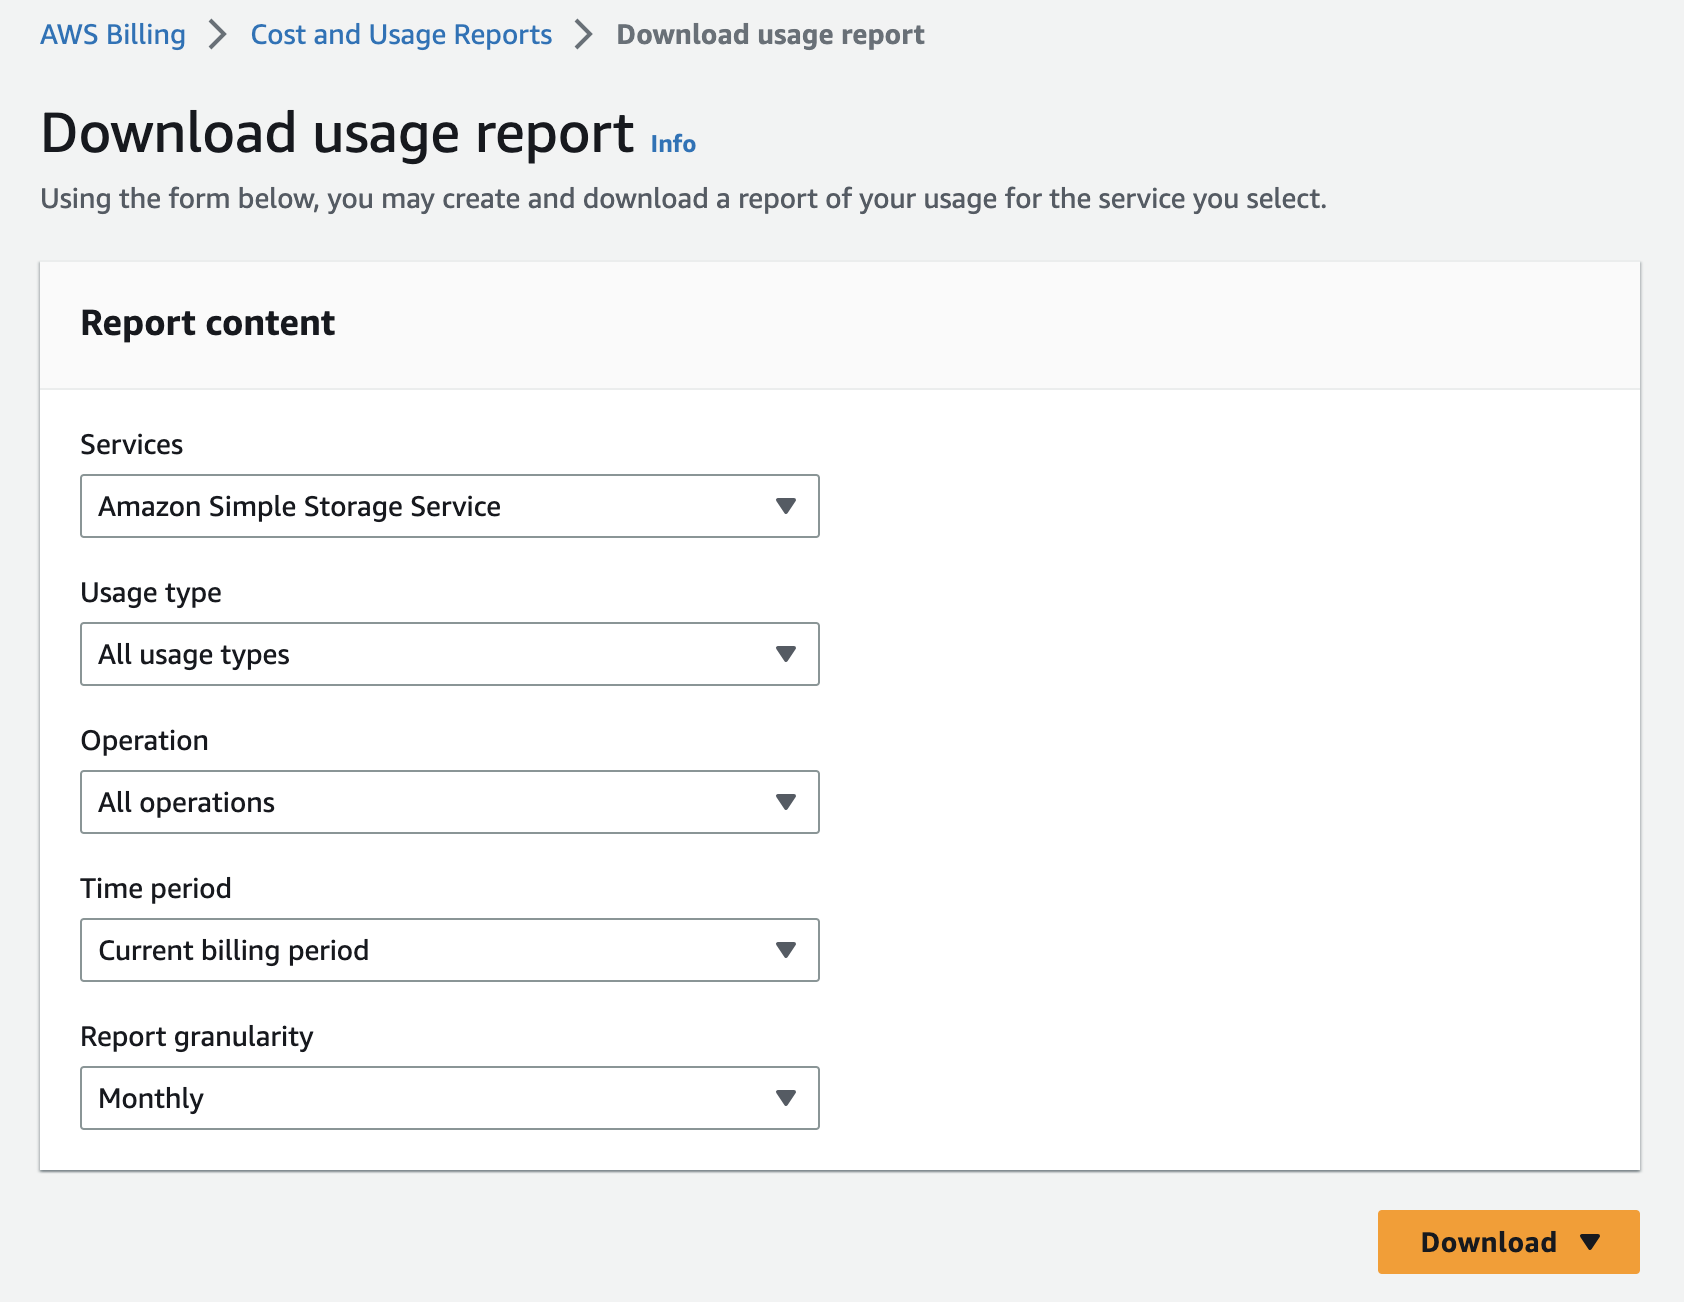 AWS Billing > Cost and Usage Reports > Download usage report
Download usage report Info
Using the form below, you may create and download a report of your usage for the service you select.
Report content
Services
Amazon Simple Storage Service
Usage type
All usage types
Operation
All operations
Time period
Current billing period
Report granularity
Monthly
Download